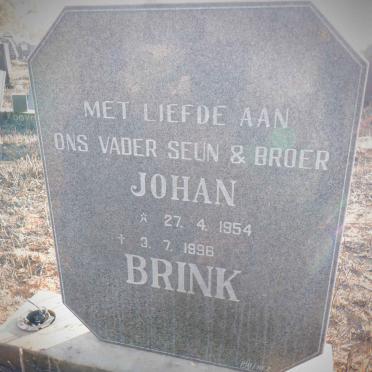 MET LIEFDE AAN
ONS VADER SEUN & BROER
JOHAN
* 27. 4. 1954
† 3. 7. 1996
BRINK